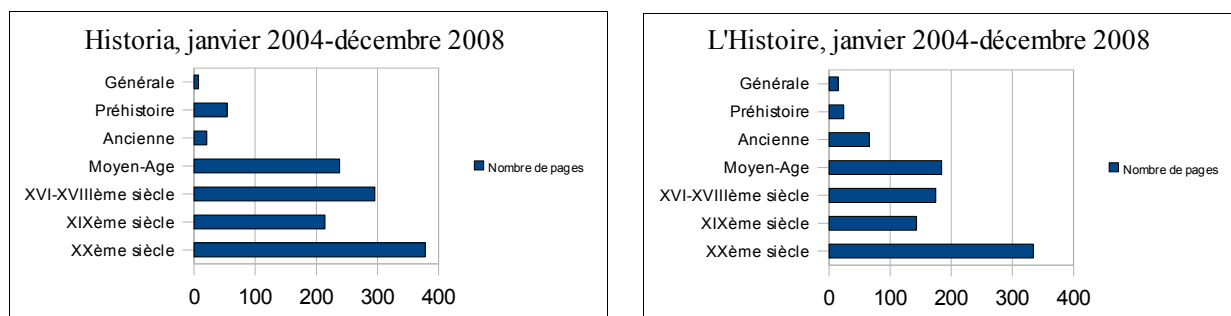 Historia, janvier 2004-décembre 2008
Générale
Préhistoire
Ancienne
Moyen-Age
XVI-XVIIIème siècle
XIXème siècle
XXème siècle
0 100 200 300 400
Nombre de pages
L'Histoire, janvier 2004-décembre 2008
Générale
Préhistoire
Ancienne
Moyen-Age
XVI-XVIIIème siècle
XIXème siècle
XXème siècle
0 100 200 300 400
Nombre de pages